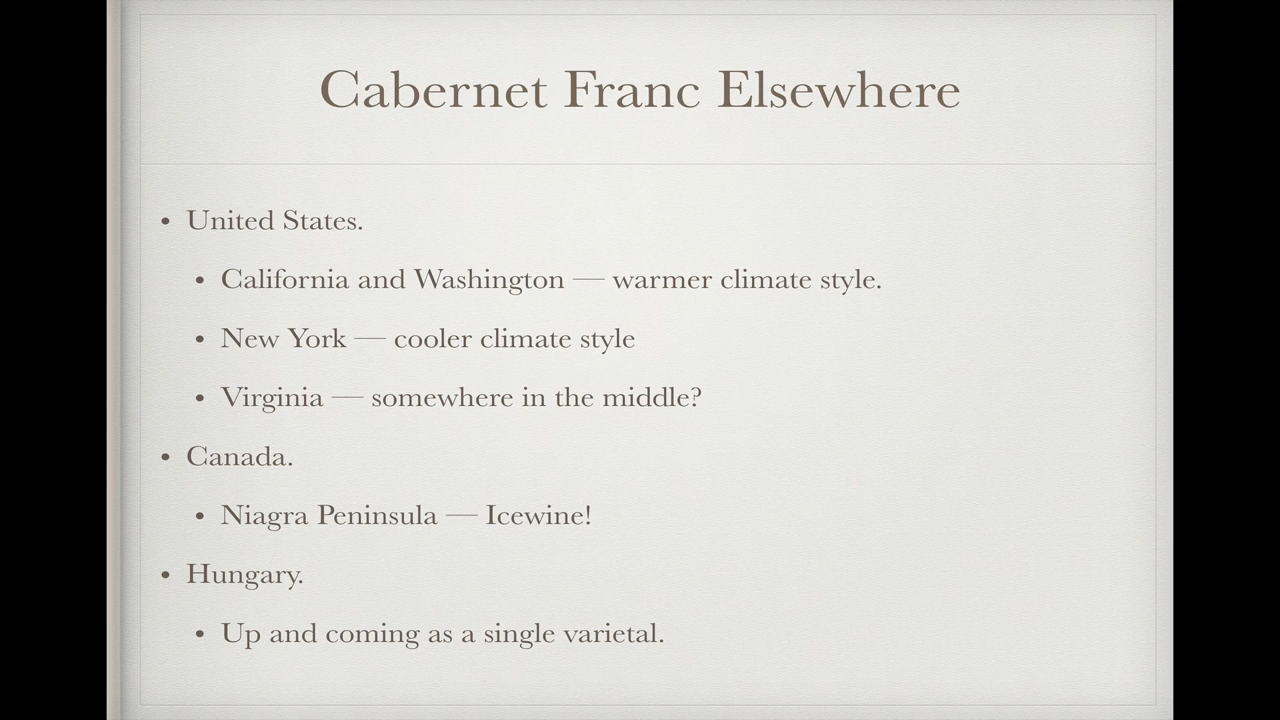 Cabernet Franc Elsewhere
• United States.
• California and Washington — warmer climate style.
• New York — cooler climate style
• Virginia — somewhere in the middle?
• Canada.
• Niagra Peninsula — Icewine!
• Hungary.
• Up and coming as a single varietal.